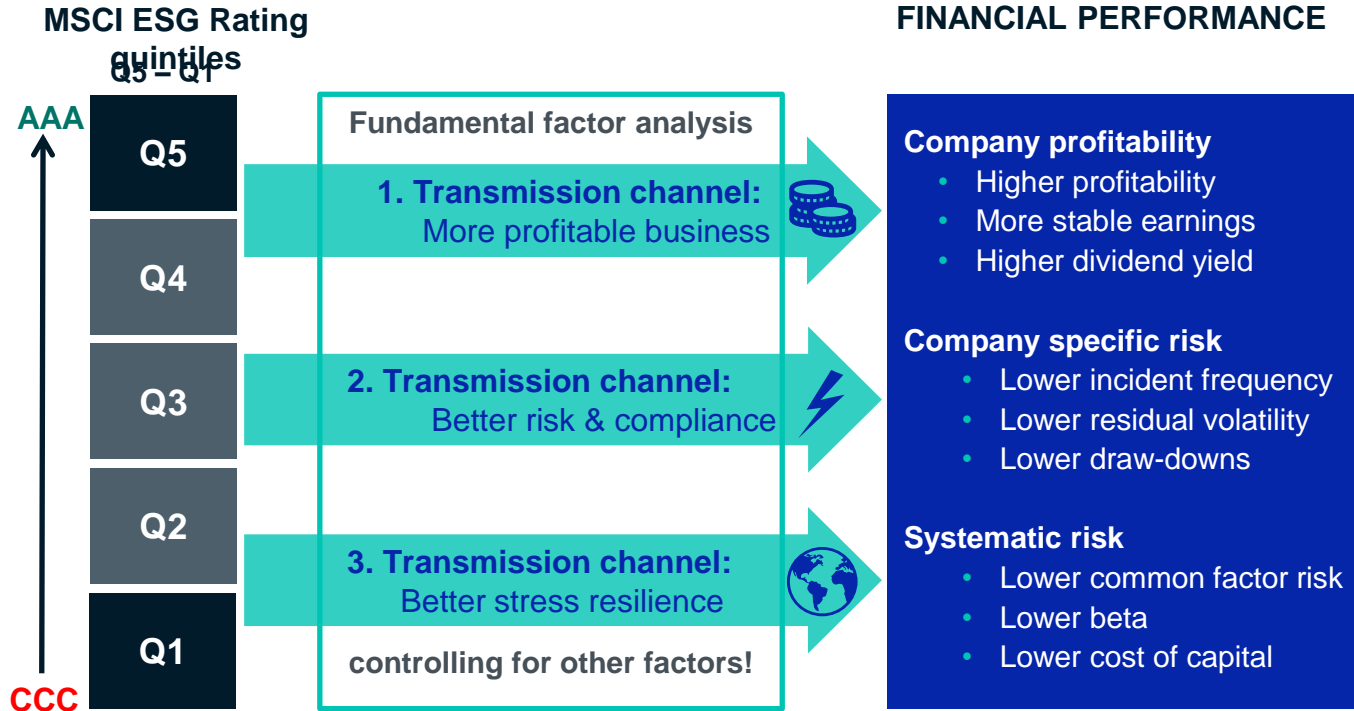 MSCI ESG Rating
quintiles
Q5 – Q1
AAA
Q5
Q4
Q3
Q2
Q1
CCC
Fundamental factor analysis
1. Transmission channel:
More profitable business
2. Transmission channel:
Better risk & compliance
3. Transmission channel:
Better stress resilience
controlling for other factors!
FINANCIAL PERFORMANCE
Company profitability
• Higher profitability
• More stable earnings
• Higher dividend yield
Company specific risk
• Lower incident frequency
• Lower residual volatility
• Lower draw-downs
Systematic risk
• Lower common factor risk
• Lower beta
• Lower cost of capital